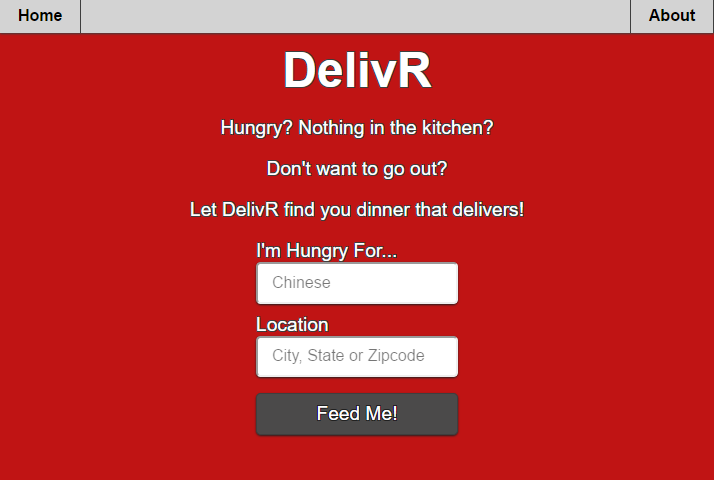 Home
About
DelivR
Hungry? Nothing in the kitchen?
Don't want to go out?
Let DelivR find you dinner that delivers!
I'm Hungry For...
Chinese
Location
City, State or Zipcode
Feed Me!